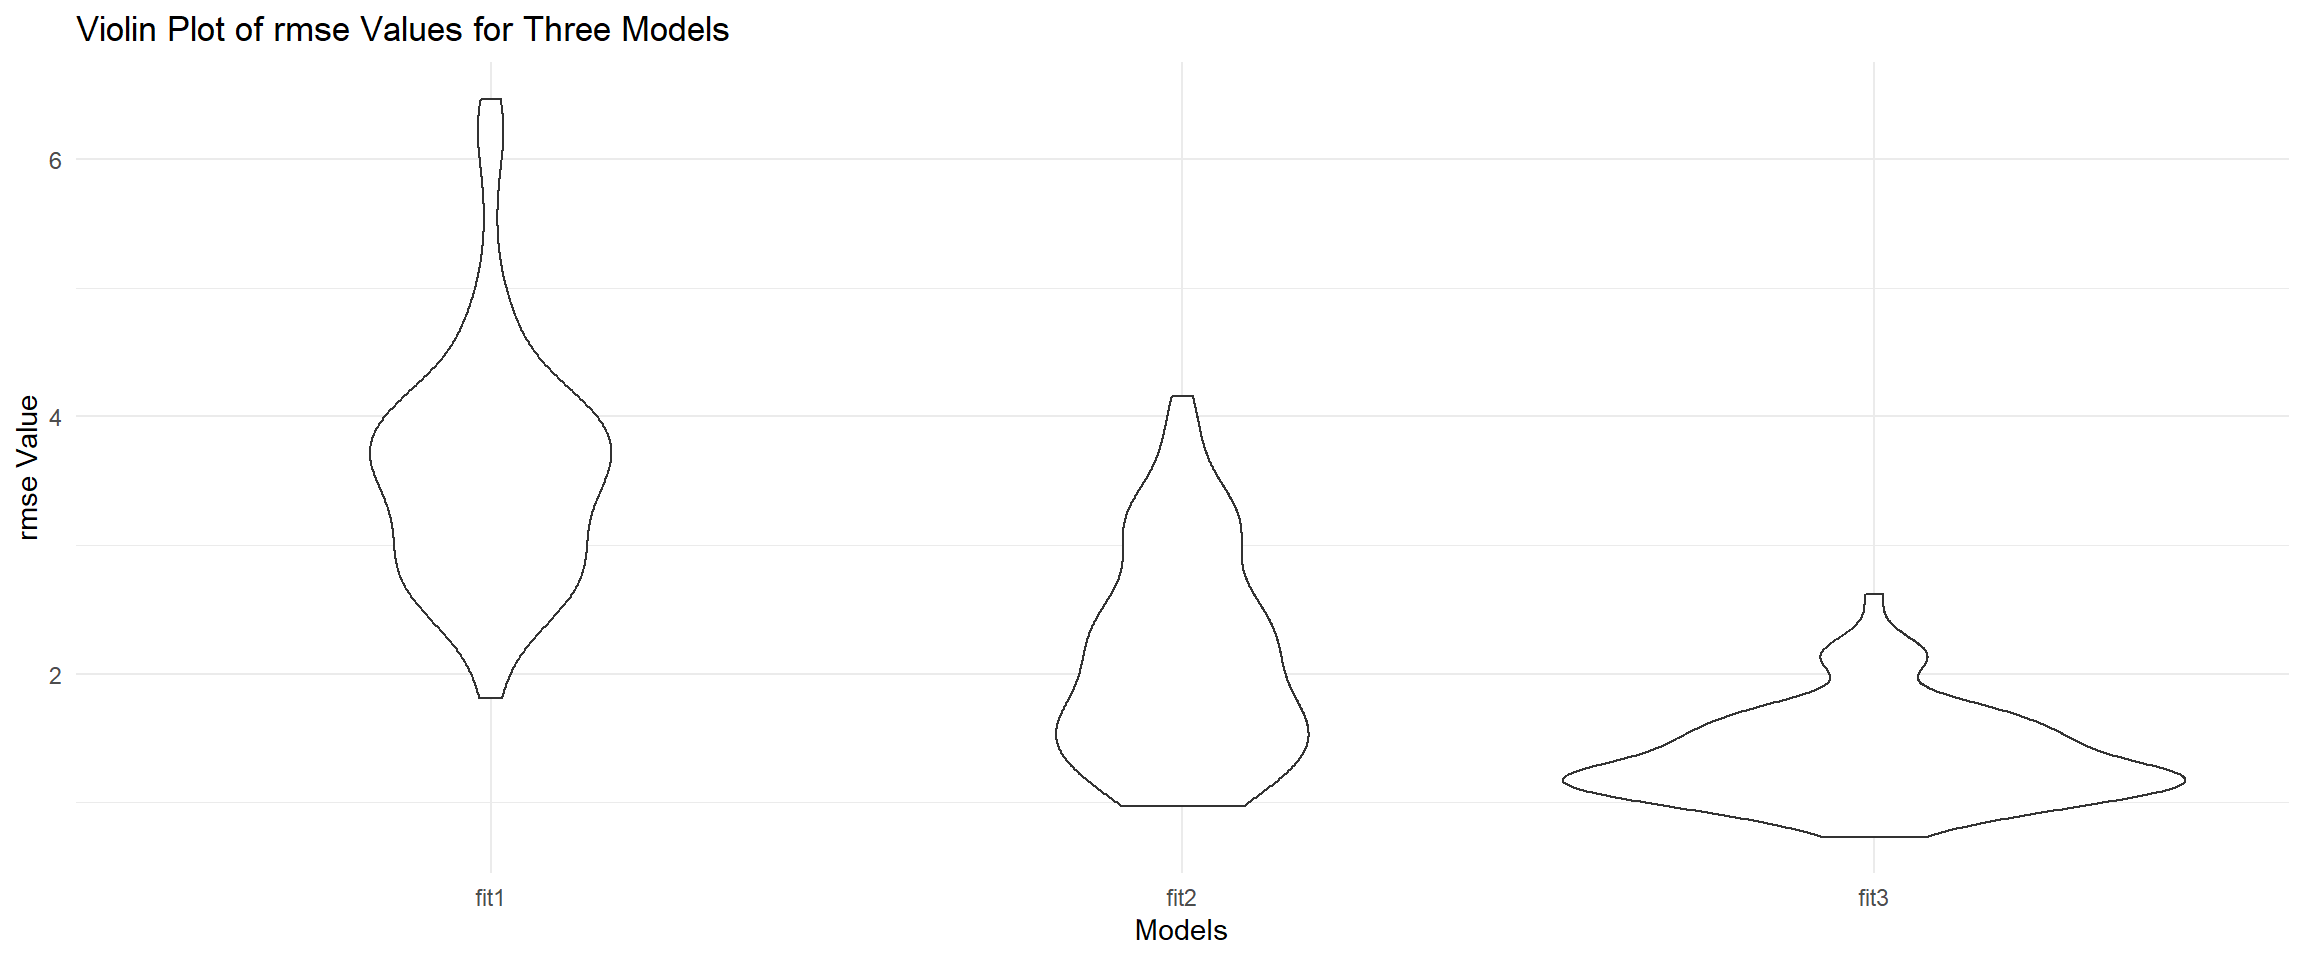 Violin Plot of rmse Values for Three Models
rmse Value
6
4
2
fit1
fit2
fit3
Models